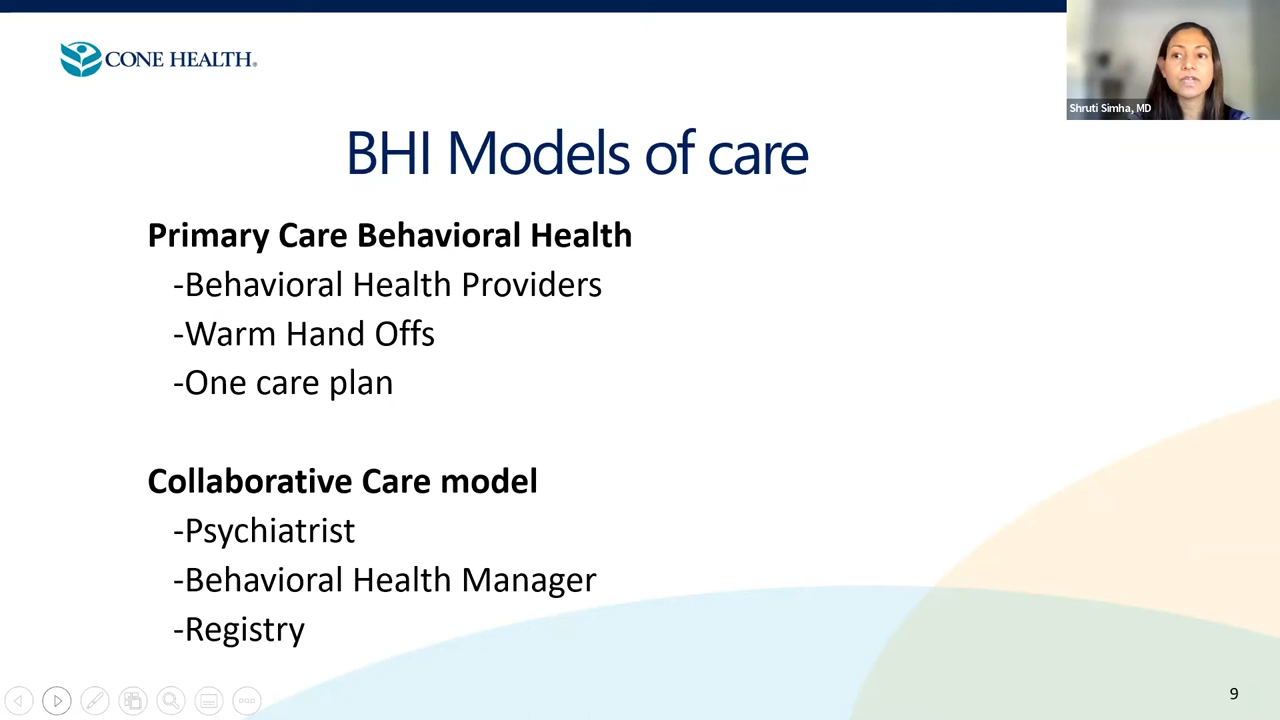 CONE HEALTH®
Shruti Simha, MD
BHI Models of care
Primary Care Behavioral Health
-Behavioral Health Providers
-Warm Hand Offs
-One care plan
Collaborative Care model
-Psychiatrist
-Behavioral Health Manager
-Registry
9